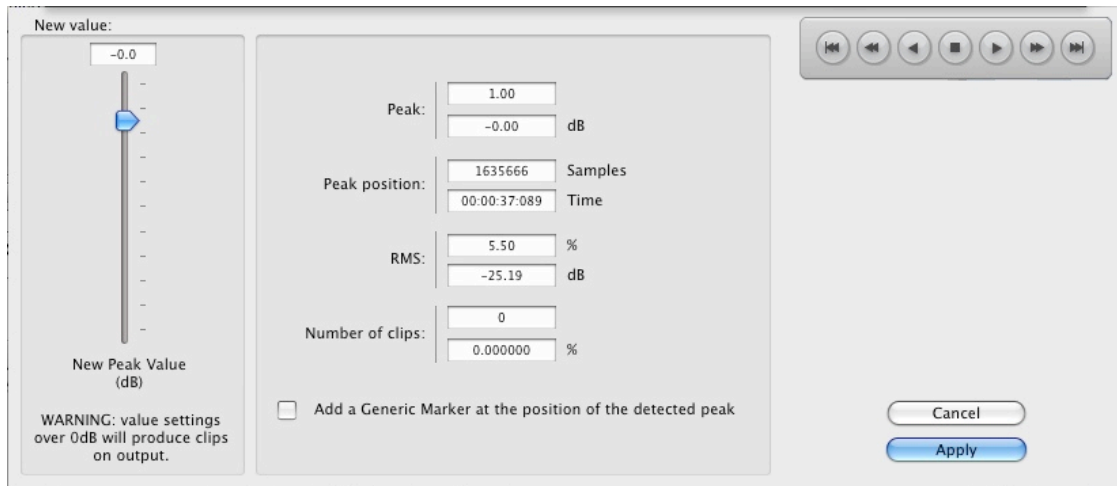 New value:
-0.0
New Peak Value
(dB)
WARNING: value settings
over 0dB will produce clips
on output.
Peak:
1.00
-0.00 dB
Peak position:
1635666 Samples
00:00:37:089 Time
RMS:
5.50 %
-25.19 dB
Number of clips:
0
0.000000 %
Add a Generic Marker at the position of the detected peak
Cancel
Apply